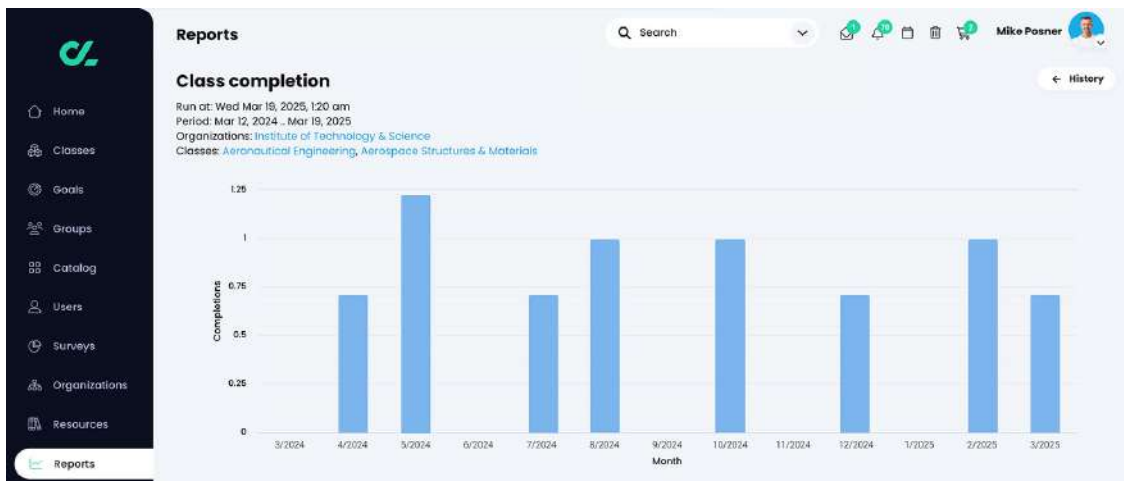 Reports
Search
Mike Posner
Class completion
History
Run at: Wed Mar 19, 2025, 1:20 am
Period: Mar 12, 2024 .. Mar 19, 2025
Organizations: Institute of Technology & Science
Classes: Aeronautical Engineering, Aerospace Structures & Materials
Home
Classes
Goals
Groups
Catalog
Users
Surveys
Organizations
Resources
Reports
1.25
1
0.75
0.5
0.25
0
Completions
3/2024 4/2024 5/2024 6/2024 7/2024 8/2024 9/2024 10/2024 11/2024 12/2024 1/2025 2/2025 3/2025
Month